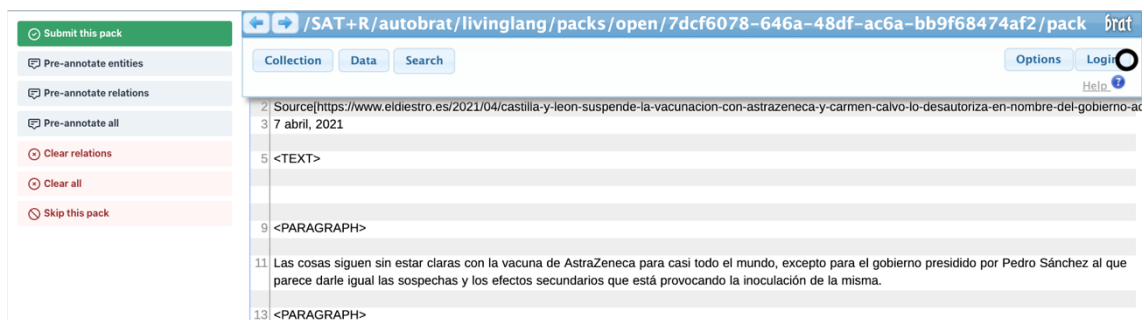 Submit this pack
Pre-annotate entities
Pre-annotate relations
Pre-annotate all
Clear relations
Clear all
Skip this pack
/SAT+R/autobrat/livinglang/packs/open/7dcf6078-646a-48df-ac6a-bb9f68474af2/pack brat
Collection Data Search Options Login
Help
2 Source[https://www.eldiestro.es/2021/04/castilla-y-leon-suspende-la-vacunacion-con-astrazeneca-y-carmen-calvo-lo-desautoriza-en-nombre-del-gobierno-ac
3 7 abril, 2021
5 <TEXT>
9 <PARAGRAPH>
11 Las cosas siguen sin estar claras con la vacuna de AstraZeneca para casi todo el mundo, excepto para el gobierno presidido por Pedro Sánchez al que
parece darle igual las sospechas y los efectos secundarios que está provocando la inoculación de la misma.
13 <PARAGRAPH>